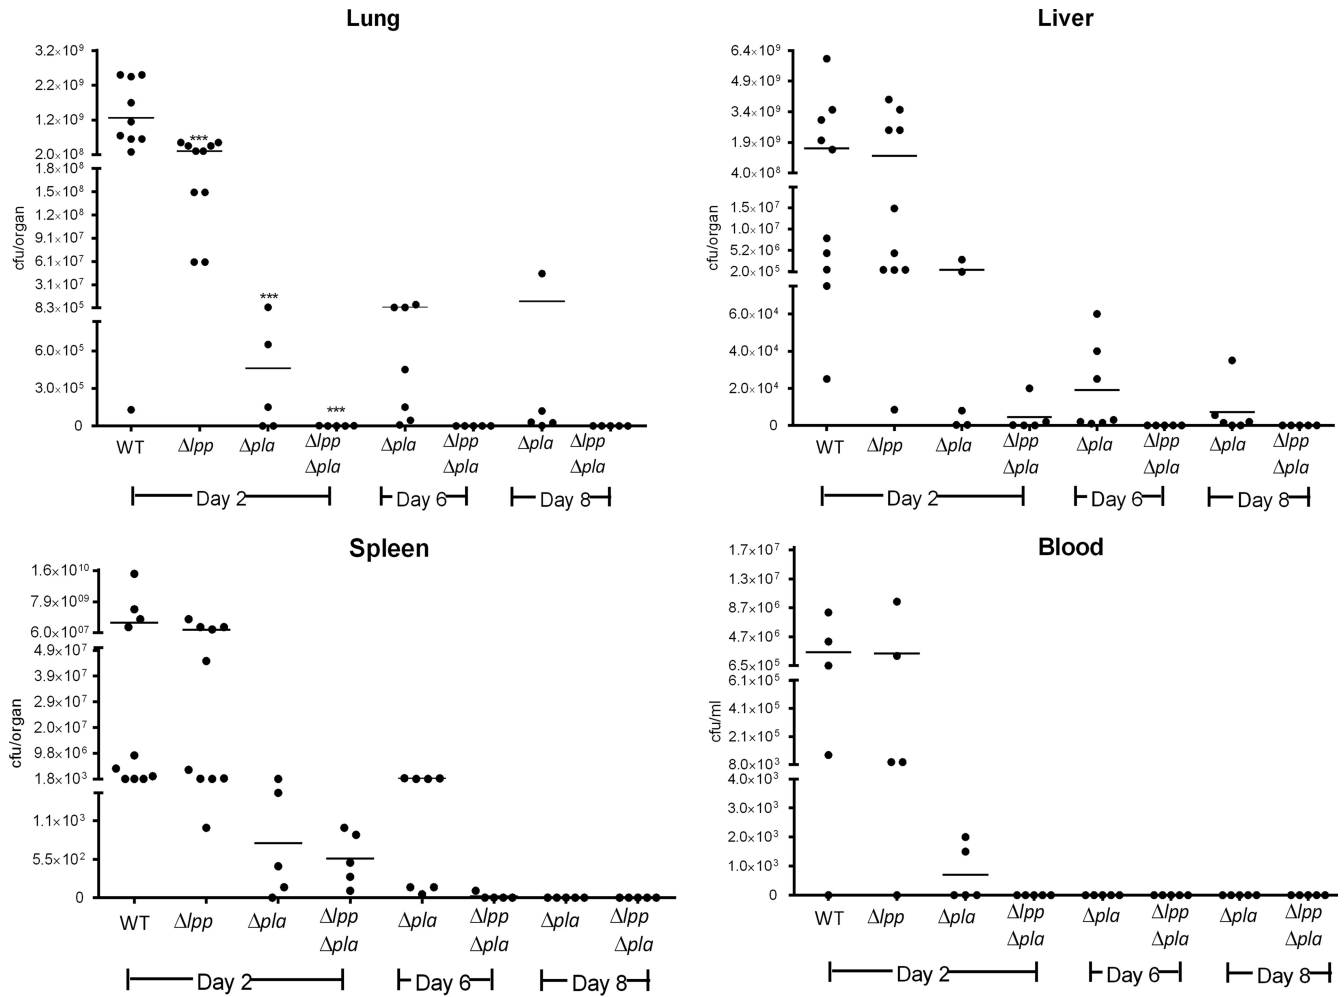 Lung
3.2×10⁹
2.2×10⁹
1.2×10⁹
2.0×10⁸
1.8×10⁸
1.5×10⁸
1.2×10⁸
9.1×10⁷
6.1×10⁷
3.1×10⁷
8.3×10⁵
6.0×10⁵
3.0×10⁵
0
cfu/organ
***
***
***
WT Δlpp Δpla Δlpp Δpla Δlpp Δpla Δlpp
Δpla Δpla Δpla
Day 2 Day 6 Day 8
Liver
6.4×10⁹
4.9×10⁹
3.4×10⁹
1.9×10⁹
4.0×10⁸
1.5×10⁷
1.0×10⁷
5.2×10⁶
2.0×10⁵
6.0×10⁴
4.0×10⁴
2.0×10⁴
0
cfu/organ
WT Δlpp Δpla Δlpp Δpla Δlpp Δpla Δlpp
Δpla Δpla Δpla
Day 2 Day 6 Day 8
Spleen
1.6×10¹⁰
7.9×10⁰⁹
6.0×10⁰⁷
4.9×10⁷
3.9×10⁷
2.9×10⁷
2.0×10⁷
9.8×10⁶
1.8×10³
1.1×10³
5.5×10²
0
cfu/organ
WT Δlpp Δpla Δlpp Δpla Δlpp Δpla Δlpp
Δpla Δpla Δpla
Day 2 Day 6 Day 8
Blood
1.7×10⁷
1.3×10⁷
8.7×10⁶
4.7×10⁶
6.5×10⁵
6.1×10⁵
4.1×10⁵
2.1×10⁵
8.0×10³
4.0×10³
3.0×10³
2.0×10³
1.0×10³
0
cfu/ml
WT Δlpp Δpla Δlpp Δpla Δlpp Δpla Δlpp
Δpla Δpla Δpla
Day 2 Day 6 Day 8